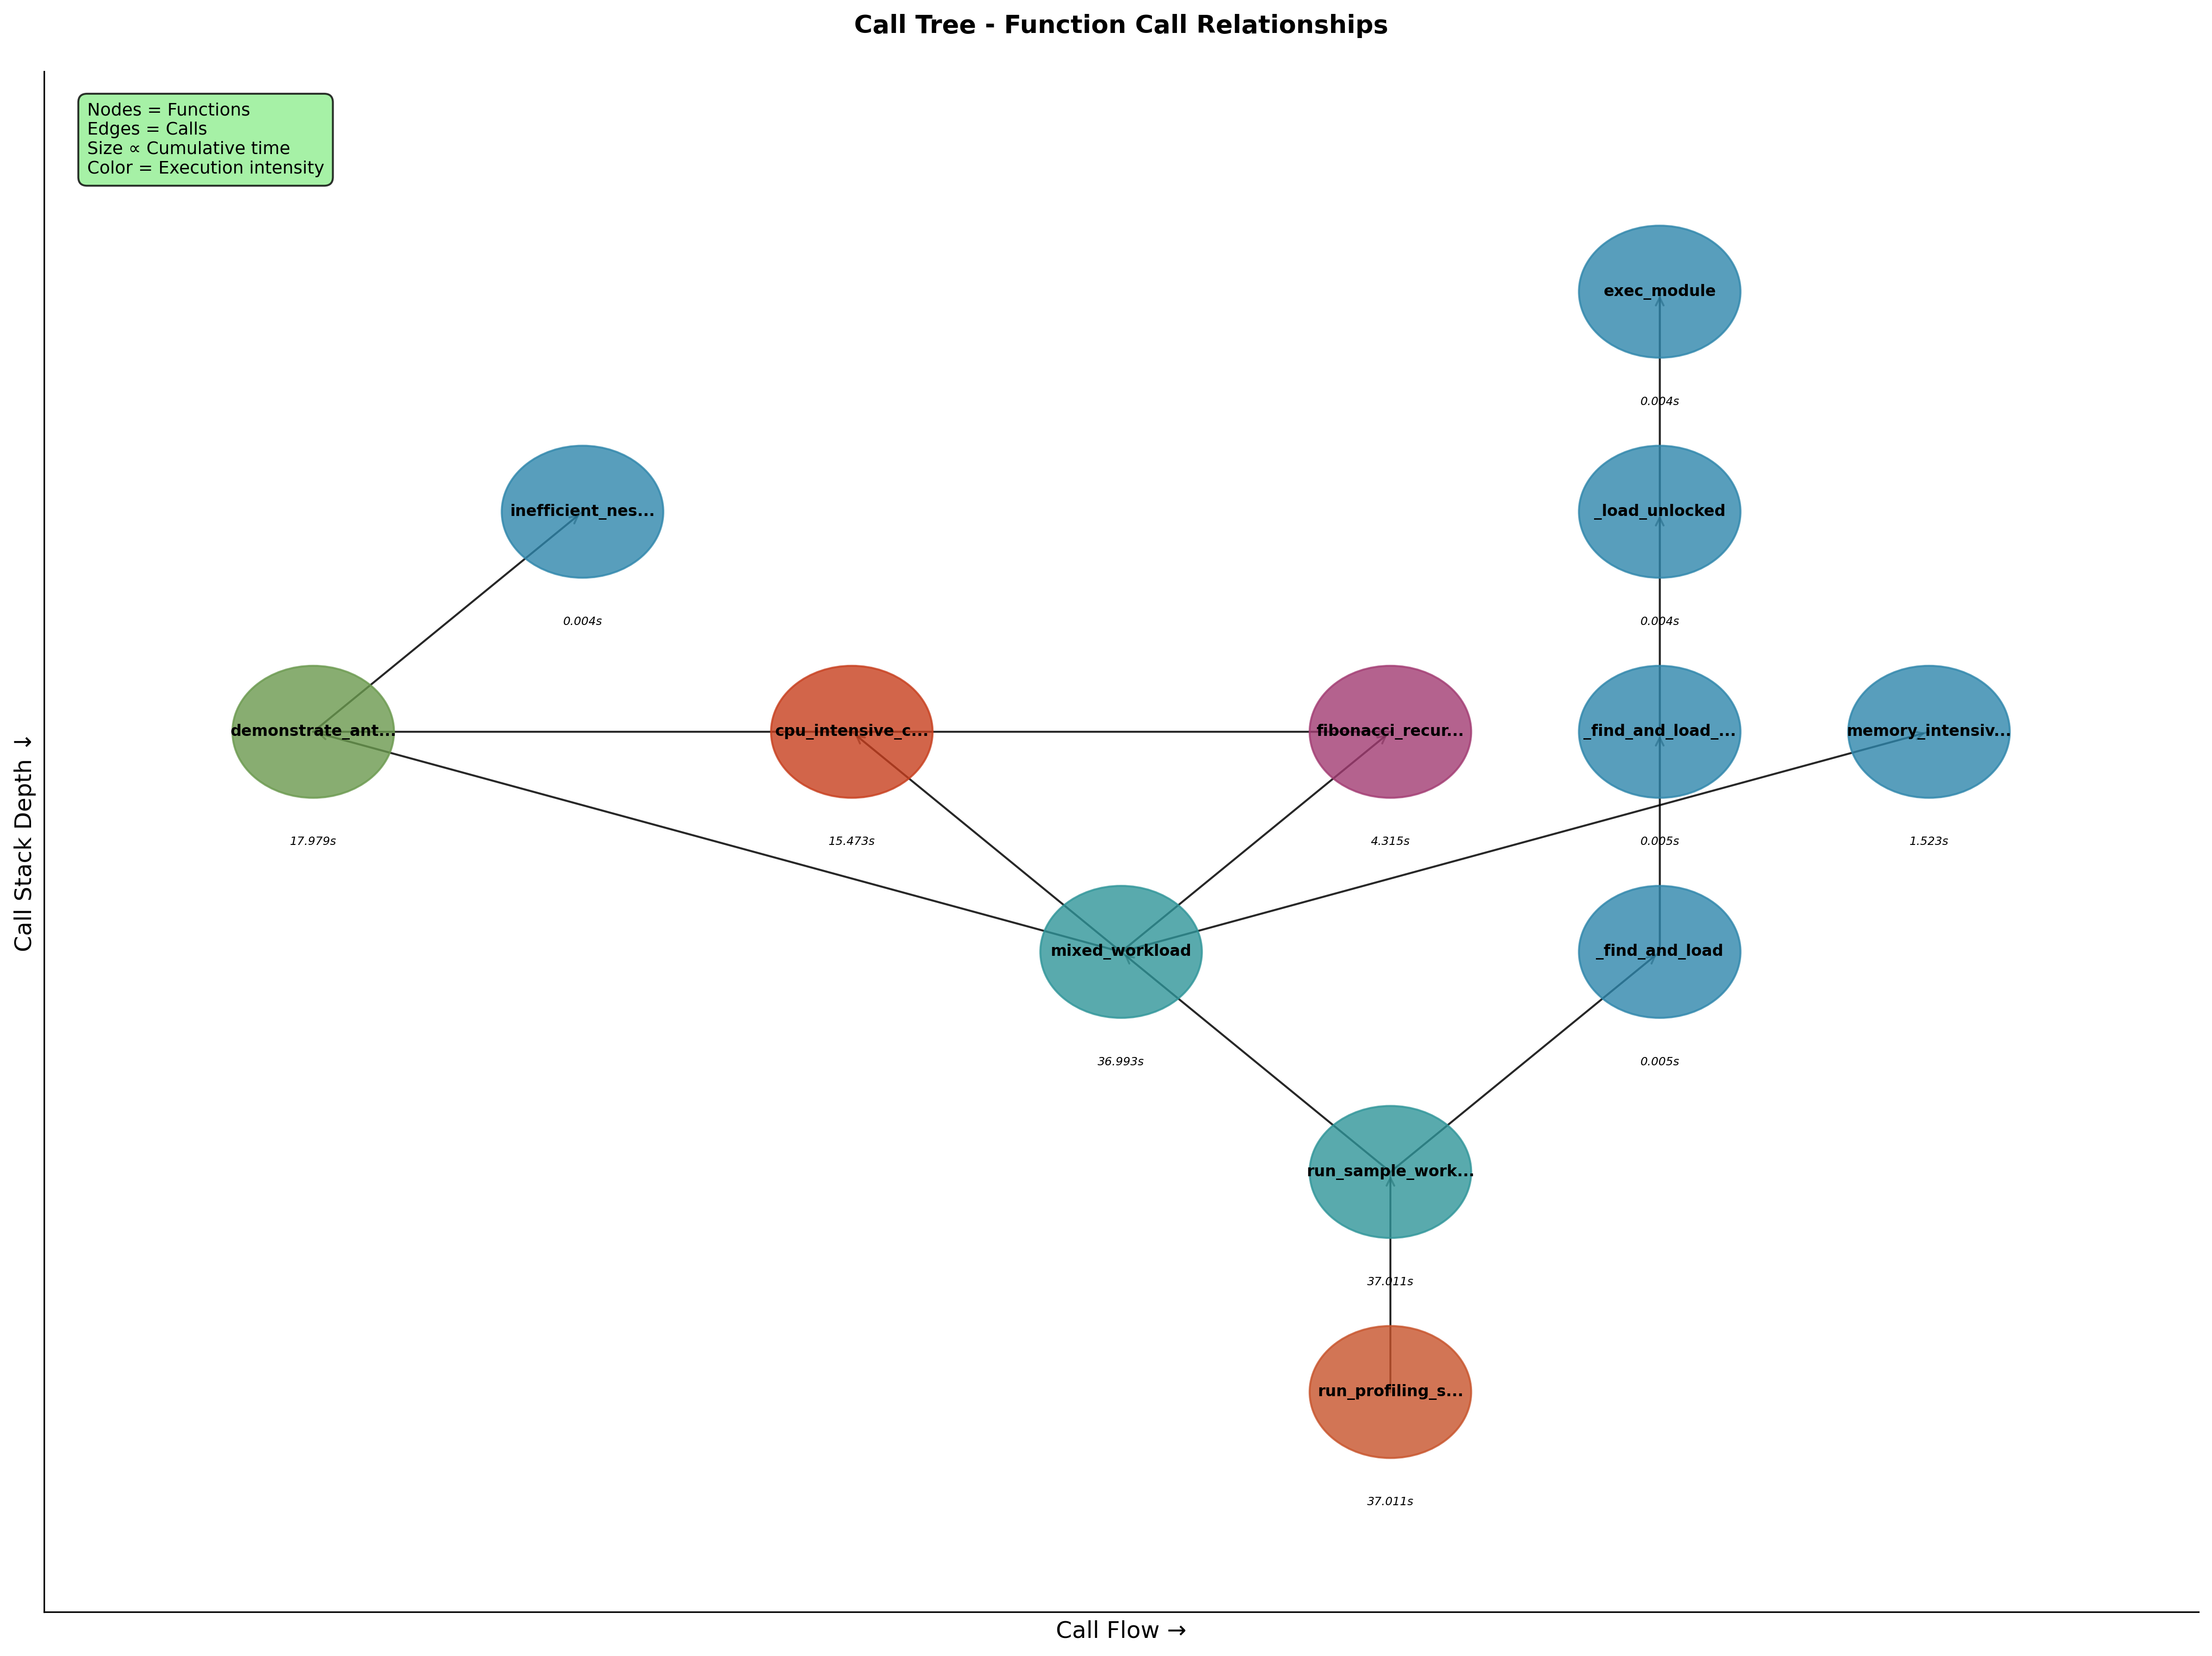 Call Tree - Function Call Relationships
Nodes = Functions
Edges = Calls
Size ∝ Cumulative time
Color = Execution intensity
exec_module
0.004s
inefficient_nes...
_load_unlocked
0.004s
0.004s
demonstrate_ant...
cpu_intensive_c...
fibonacci_recur...
_find_and_load_...
memory_intensiv...
17.979s
15.473s
4.315s
0.005s
1.523s
mixed_workload
_find_and_load
36.993s
0.005s
run_sample_work...
37.011s
run_profiling_s...
37.011s
Call Stack Depth ↓
Call Flow →